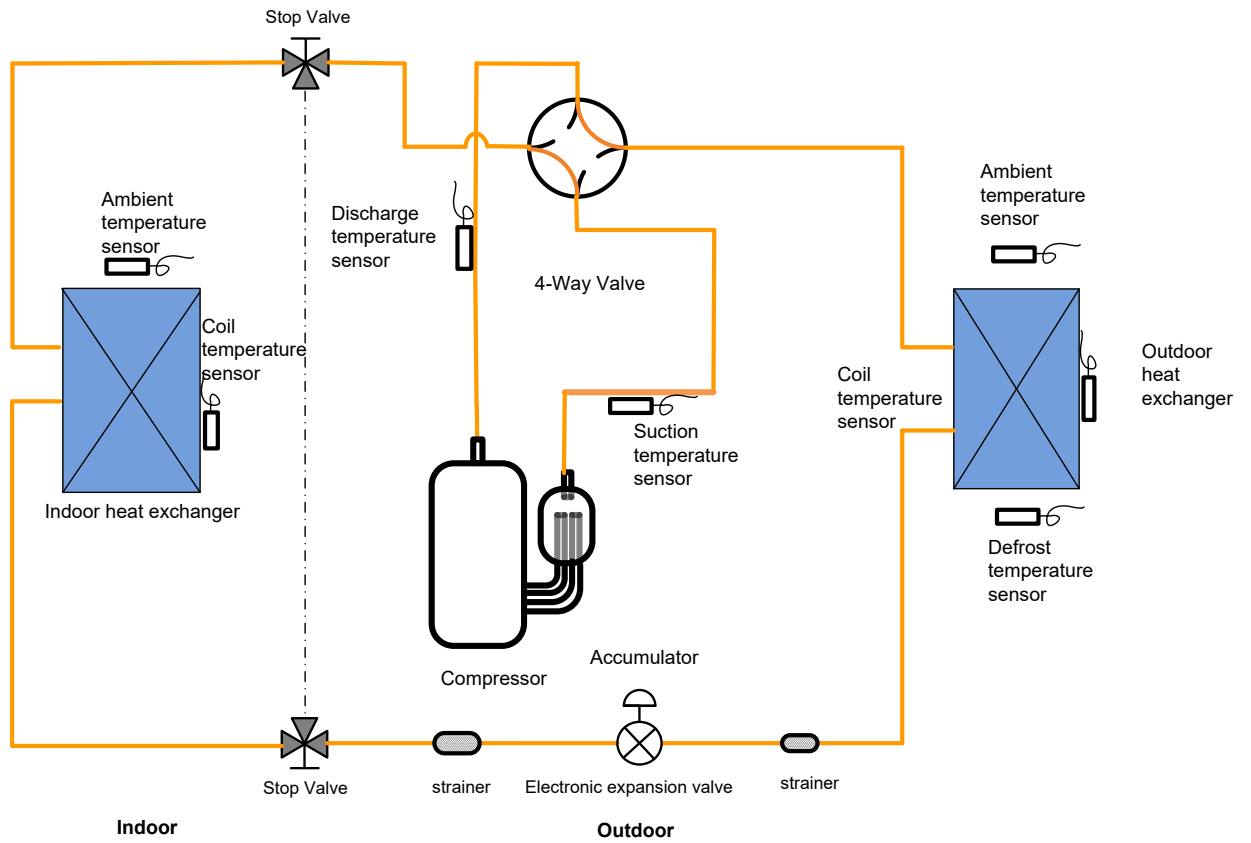 Stop Valve
Ambient
temperature
sensor
Discharge
temperature
sensor
4-Way Valve
Ambient
temperature
sensor
Coil
temperature
sensor
Indoor heat exchanger
Suction
temperature
sensor
Coil
temperature
sensor
Outdoor
heat
exchanger
Defrost
temperature
sensor
Compressor
Accumulator
Stop Valve
strainer
Electronic expansion valve
strainer
Indoor
Outdoor